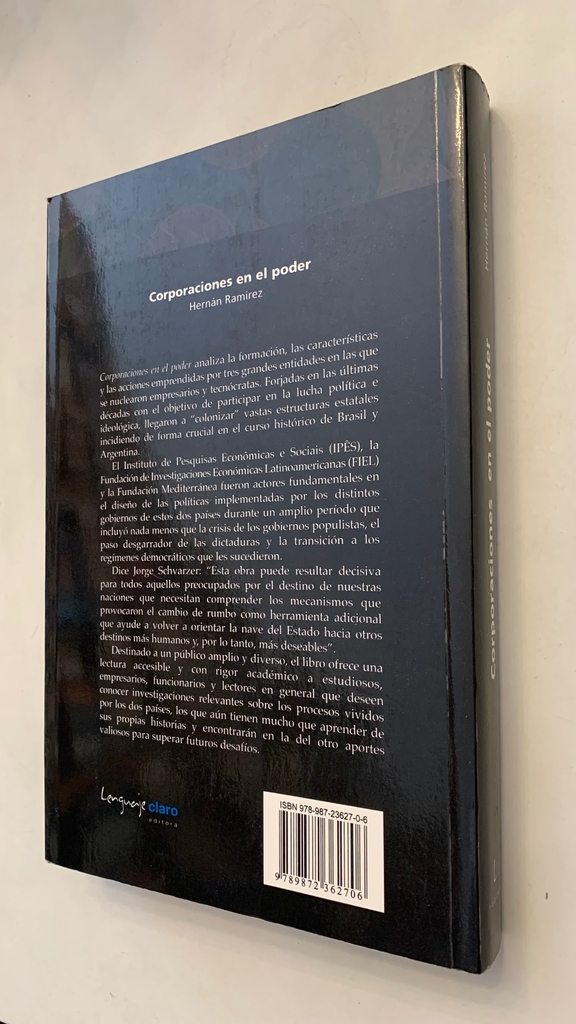 Corporaciones en el poder
Hernán Ramírez
Corporaciones en el poder analiza la formación, las características
y las acciones emprendidas por tres grandes entidades en las que
se nuclearon empresarios y tecnócratas. Forjadas en las últimas
décadas con el objetivo de participar en la lucha política e
ideológica, llegaron a "colonizar" vastas estructuras estatales
incidiendo de forma crucial en el curso histórico de Brasil y
Argentina.
El Instituto de Pesquisas Econômicas e Sociais (IPÊS), la
Fundación de Investigaciones Económicas Latinoamericanas (FIEL)
y la Fundación Mediterránea fueron actores fundamentales en
el diseño de las políticas implementadas por los distintos
gobiernos de estos dos países durante un amplio período que
incluyó nada menos que la crisis de los gobiernos populistas, el
paso desgarrador de las dictaduras y la transición a los
regímenes democráticos que les sucedieron.
Dice Jorge Schvarzer: "Esta obra puede resultar decisiva
para todos aquellos preocupados por el destino de nuestras
naciones que necesitan comprender los mecanismos que
provocaron el cambio de rumbo como herramienta adicional
que ayude a volver a orientar la nave del Estado hacia otros
destinos más humanos y, por lo tanto, más deseables".
Destinado a un público amplio y diverso, el libro ofrece una
lectura accesible y con rigor académico a estudiosos,
empresarios, funcionarios y lectores en general que deseen
conocer investigaciones relevantes sobre los procesos vividos
por los dos países, los que aún tienen mucho que aprender de
sus propias historias y encontrarán en la del otro aportes
valiosos para superar futuros desafíos.
Lenguaje claro
editora
ISBN 978-987-23627-0-6
9 789872 362706
Hernán Ramírez
Corporaciones en el poder